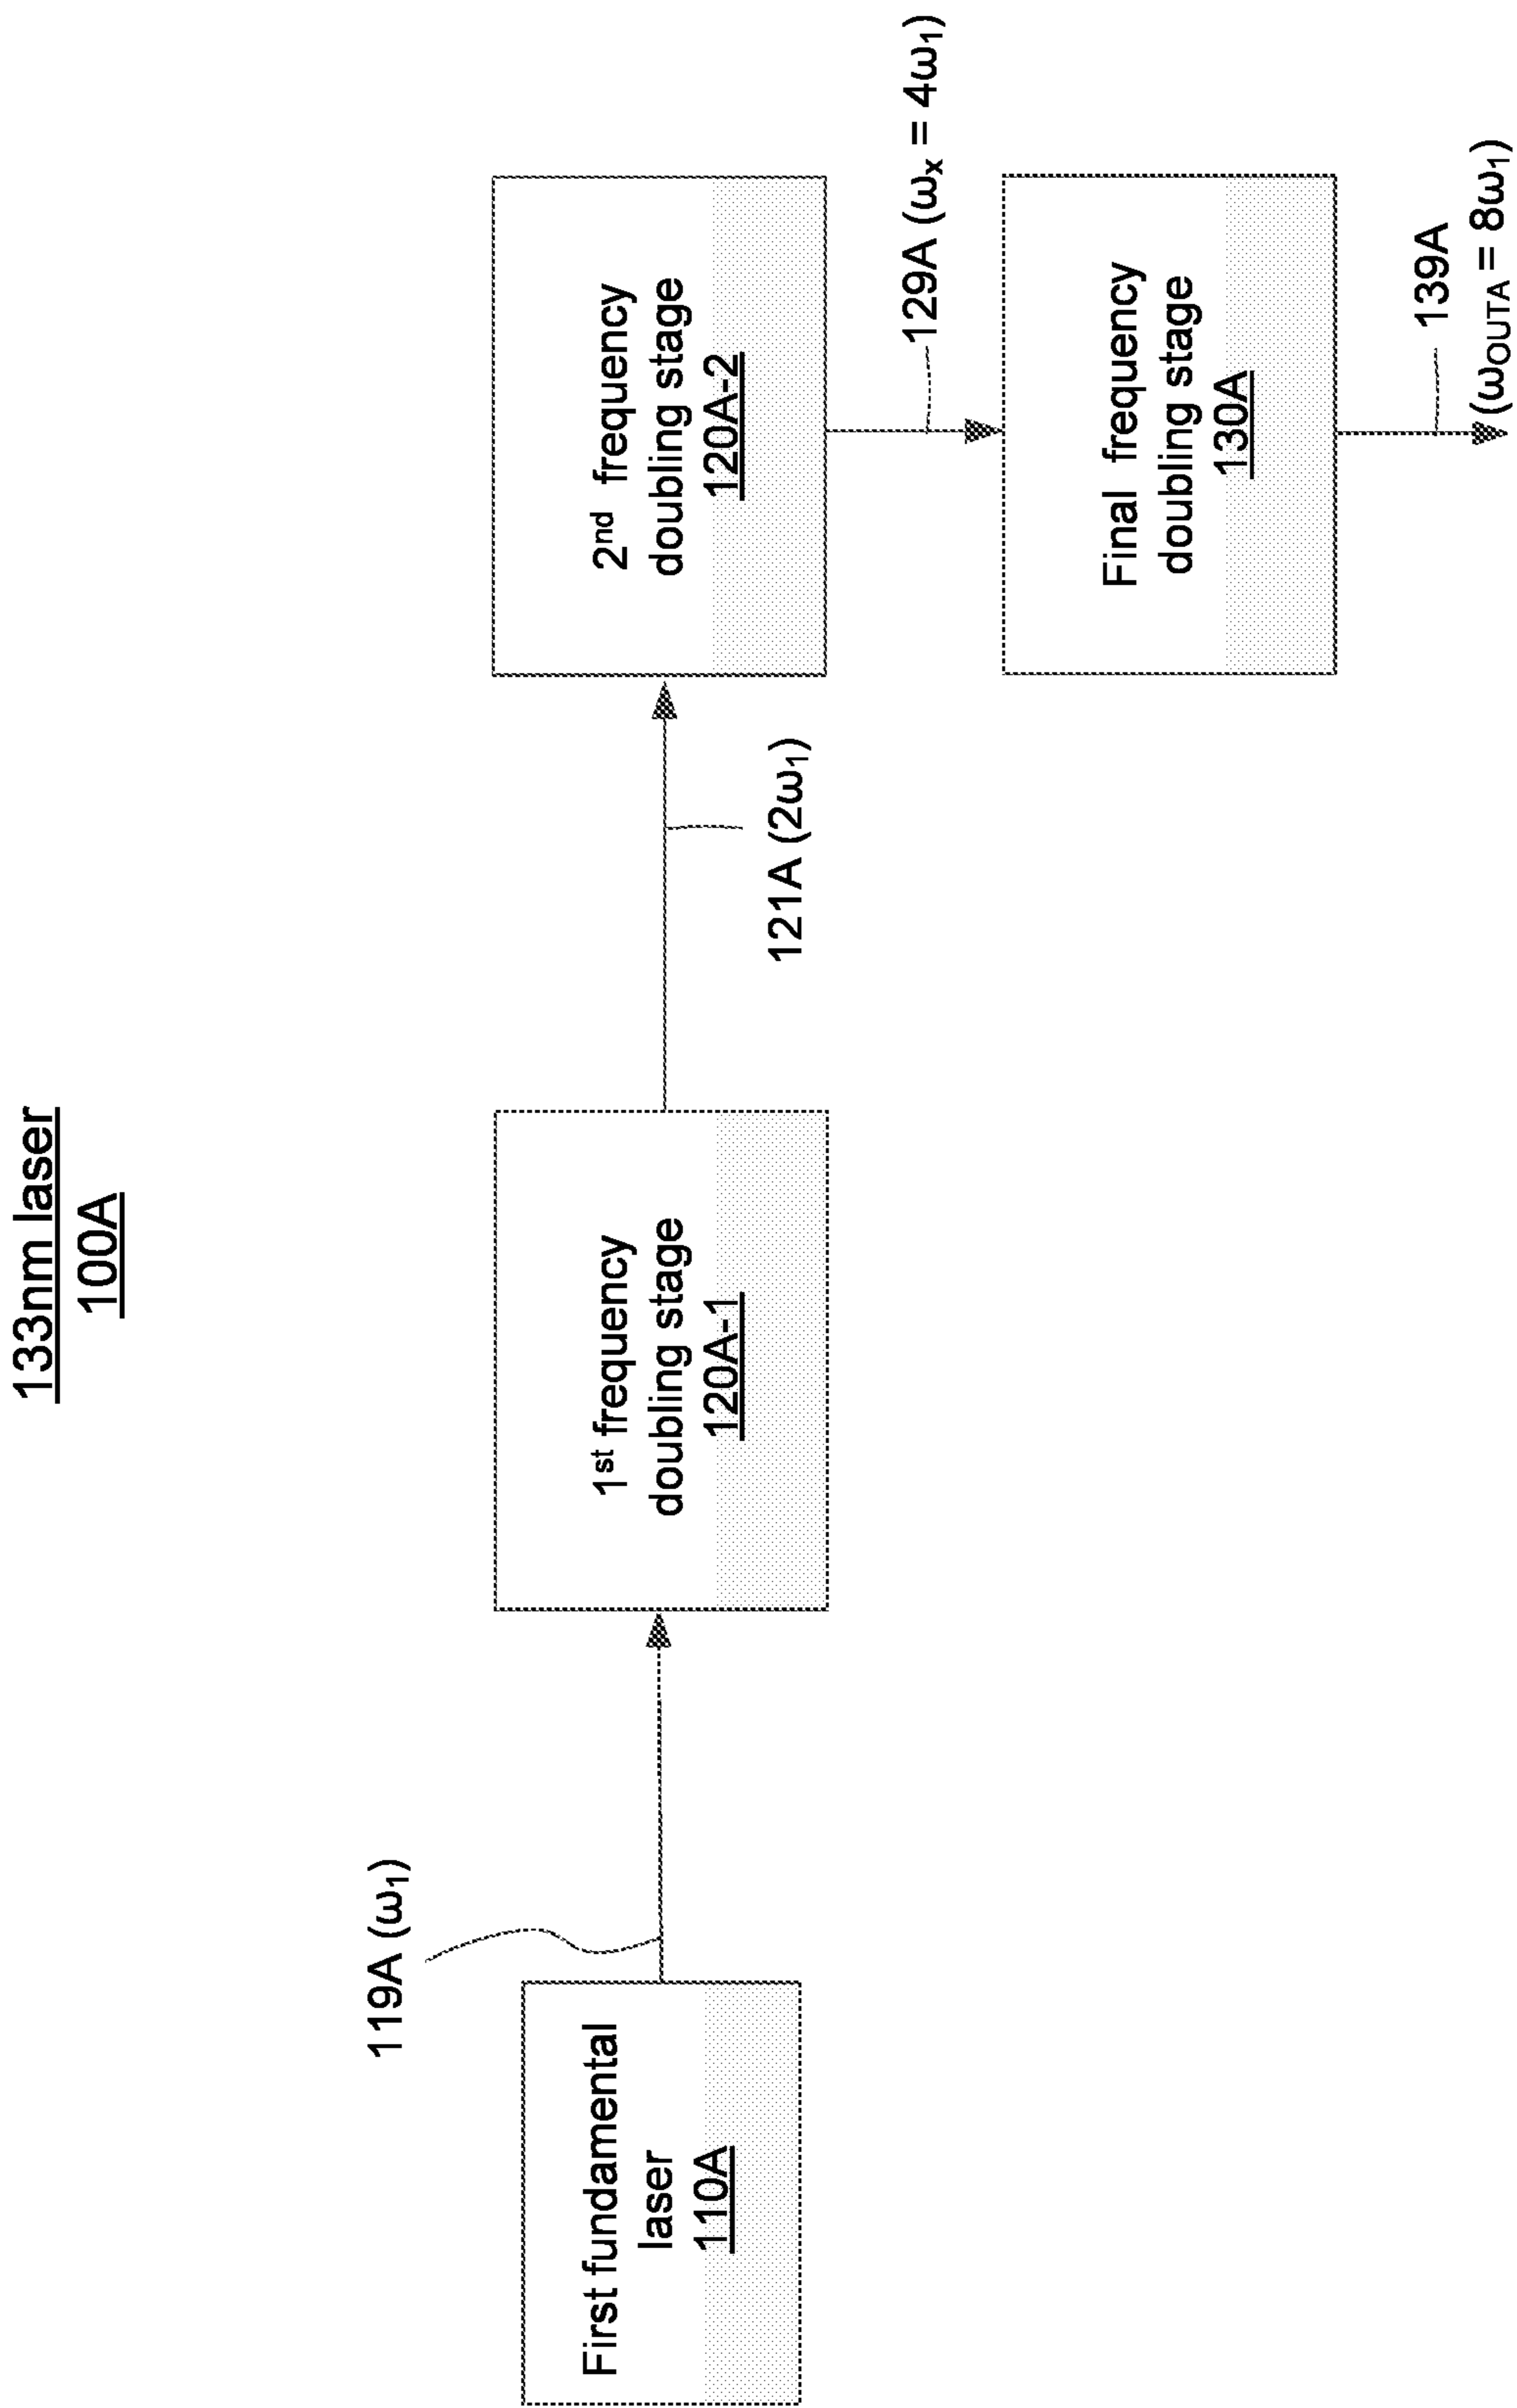 133nm laser
100A
119A (ω₁)
First fundamental
laser
110A
1st frequency
doubling stage
120A-1
121A (2ω₁)
2nd frequency
doubling stage
120A-2
129A (ωₓ = 4ω₁)
Final frequency
doubling stage
130A
139A
(ωOUTA = 8ω₁)